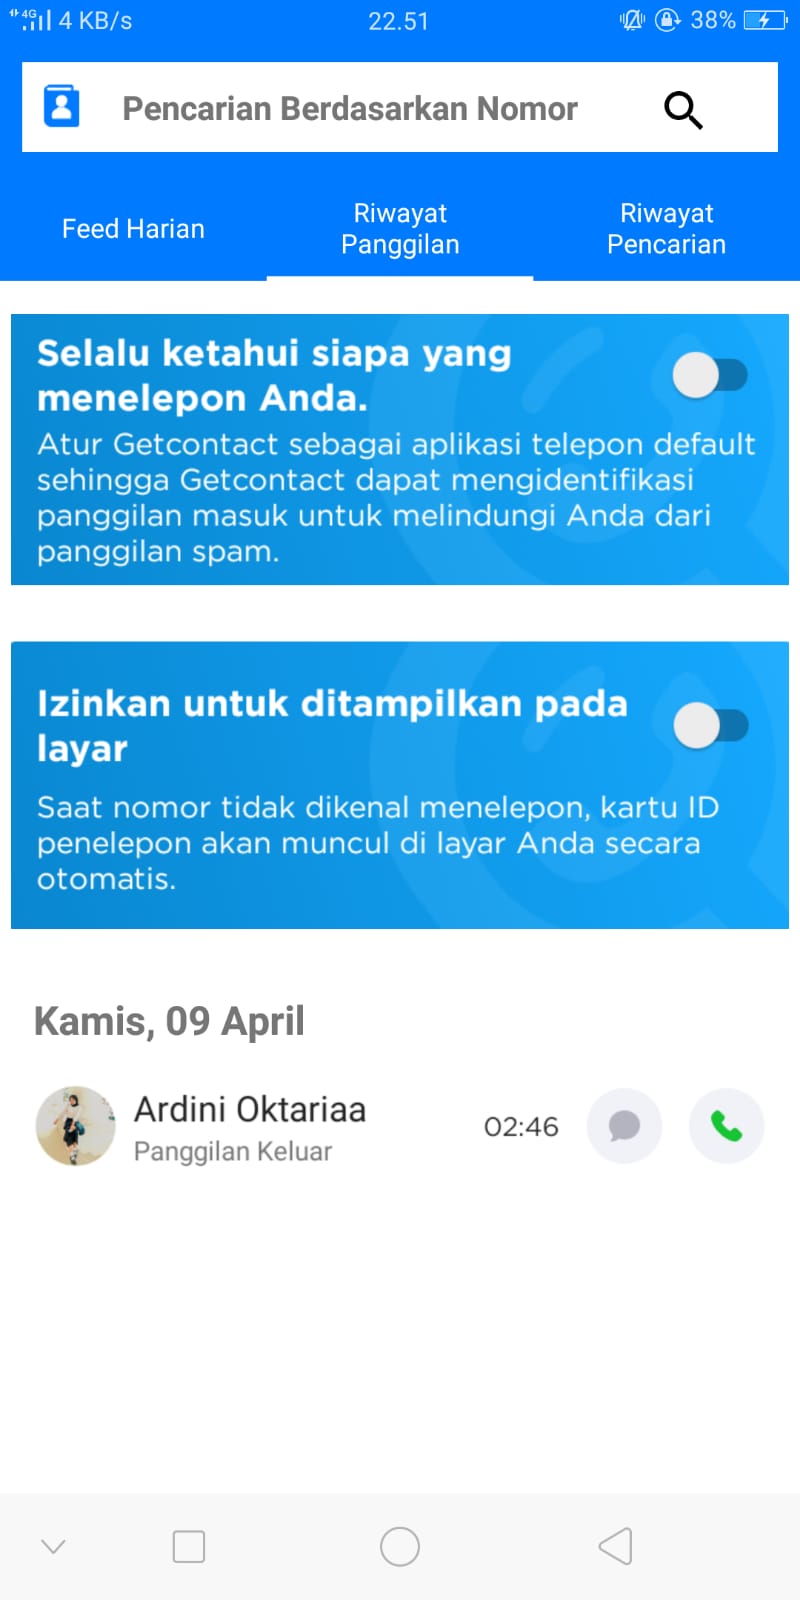 4G 4 KB/s 22.51 38%
Pencarian Berdasarkan Nomor
Feed Harian
Riwayat
Panggilan
Riwayat
Pencarian
Selalu ketahui siapa yang
menelepon Anda.
Atur Getcontact sebagai aplikasi telepon default
sehingga Getcontact dapat mengidentifikasi
panggilan masuk untuk melindungi Anda dari
panggilan spam.
Izinkan untuk ditampilkan pada
layar
Saat nomor tidak dikenal menelepon, kartu ID
penelepon akan muncul di layar Anda secara
otomatis.
Kamis, 09 April
Ardini Oktariaa
Panggilan Keluar
02:46